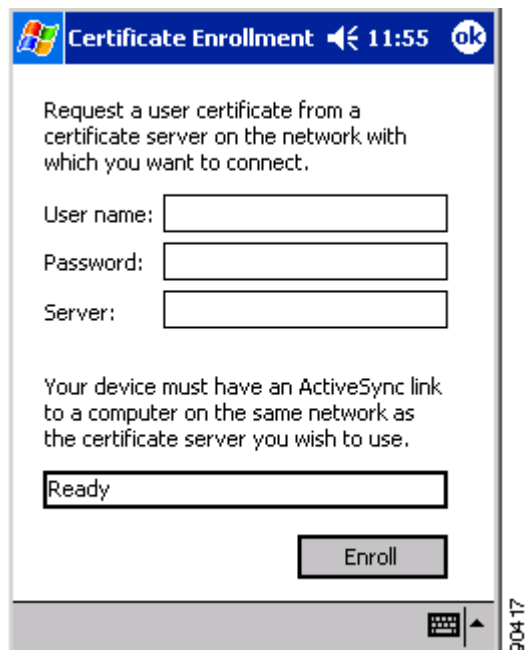 Certificate Enrollment 11:55 ok
Request a user certificate from a
certificate server on the network with
which you want to connect.
User name:
Password:
Server:
Your device must have an ActiveSync link
to a computer on the same network as
the certificate server you wish to use.
Ready
Enroll
90417